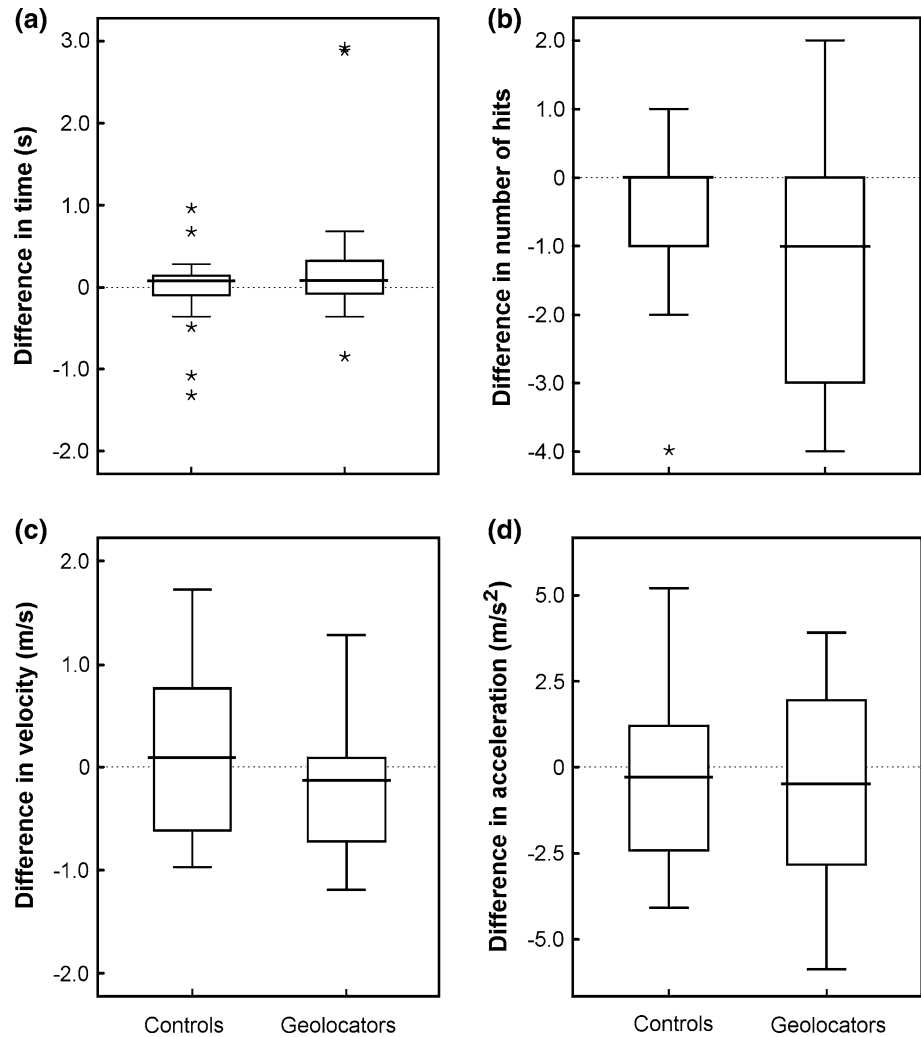 (a)
Difference in time (s)
3.0
2.0
1.0
0
-1.0
-2.0
(b)
Difference in number of hits
2.0
1.0
0
-1.0
-2.0
-3.0
-4.0
(c)
Difference in velocity (m/s)
2.0
1.0
0
-1.0
-2.0
Controls
Geolocators
(d)
Difference in acceleration (m/s²)
5.0
2.5
0
-2.5
-5.0
Controls
Geolocators